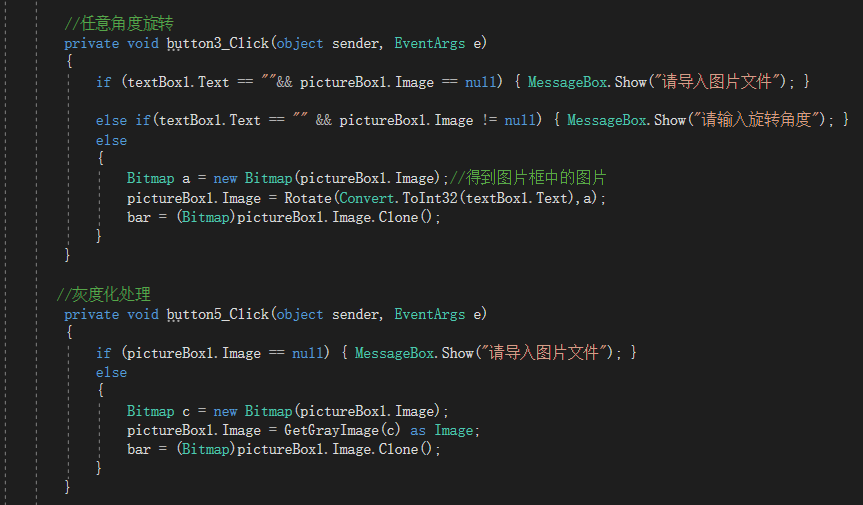 //任意角度旋转
private void button3_Click(object sender, EventArgs e)
{
if (textBox1.Text == ""&& pictureBox1.Image == null) { MessageBox.Show("请导入图片文件"); }
else if(textBox1.Text == "" && pictureBox1.Image != null) { MessageBox.Show("请输入旋转角度"); }
else
{
Bitmap a = new Bitmap(pictureBox1.Image);//得到图片框中的图片
pictureBox1.Image = Rotate(Convert.ToInt32(textBox1.Text),a);
bar = (Bitmap)pictureBox1.Image.Clone();
}
}
//灰度化处理
private void button5_Click(object sender, EventArgs e)
{
if (pictureBox1.Image == null) { MessageBox.Show("请导入图片文件"); }
else
{
Bitmap c = new Bitmap(pictureBox1.Image);
pictureBox1.Image = GetGrayImage(c) as Image;
bar = (Bitmap)pictureBox1.Image.Clone();
}
}